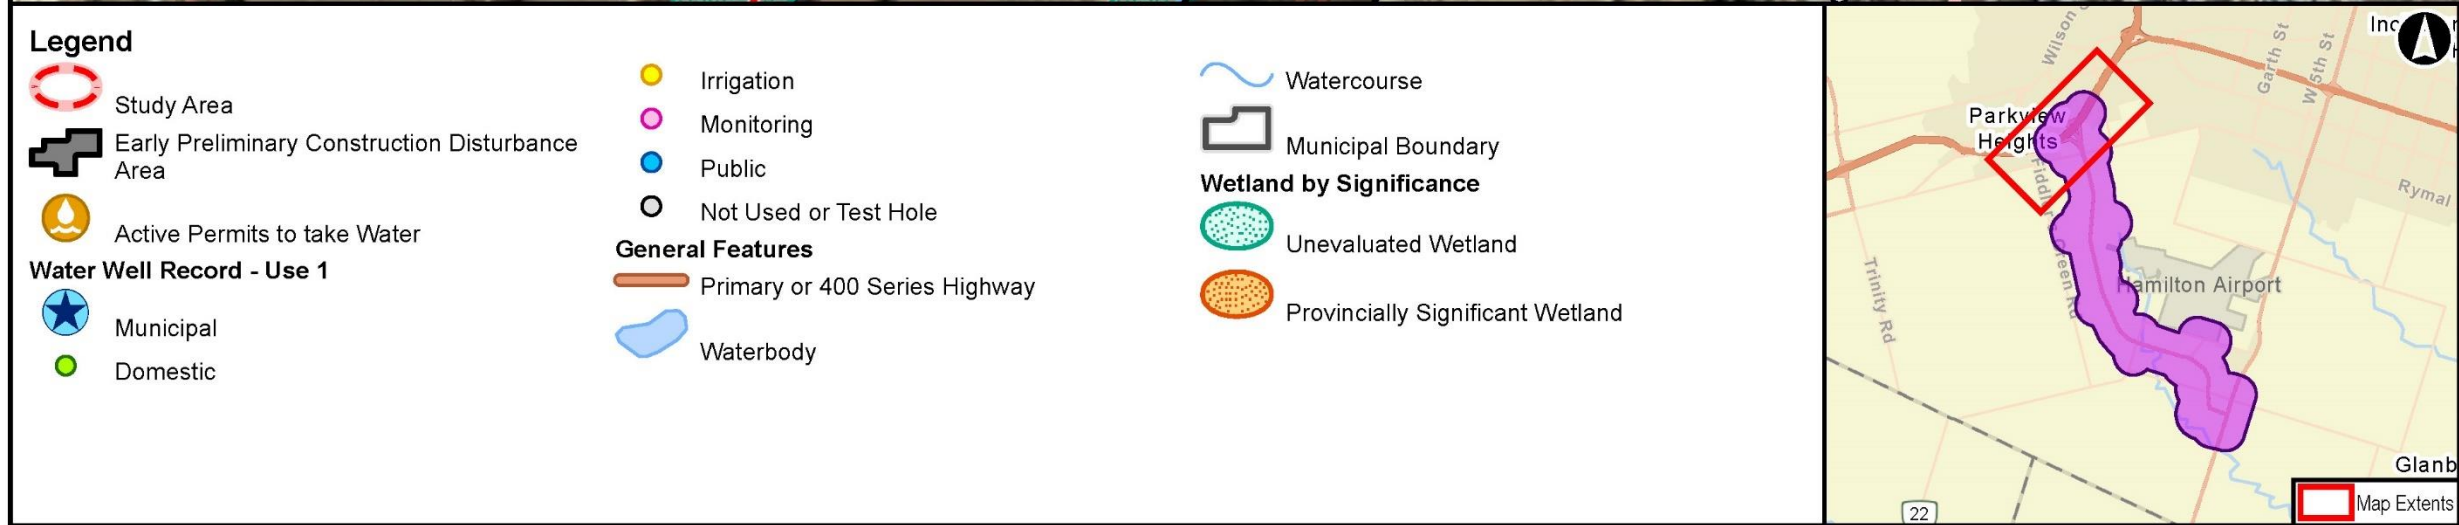 Legend
Study Area
Early Preliminary Construction Disturbance
Area
Active Permits to take Water
Water Well Record - Use 1
Municipal
Domestic
Irrigation
Monitoring
Public
Not Used or Test Hole
General Features
Primary or 400 Series Highway
Waterbody
Watercourse
Municipal Boundary
Wetland by Significance
Unevaluated Wetland
Provincially Significant Wetland
Wilson
Garth St
W 5th St
Parkview
Heights
Rymal
Trinity Rd
Hamilton Airport
Glanb
22
Map Extents